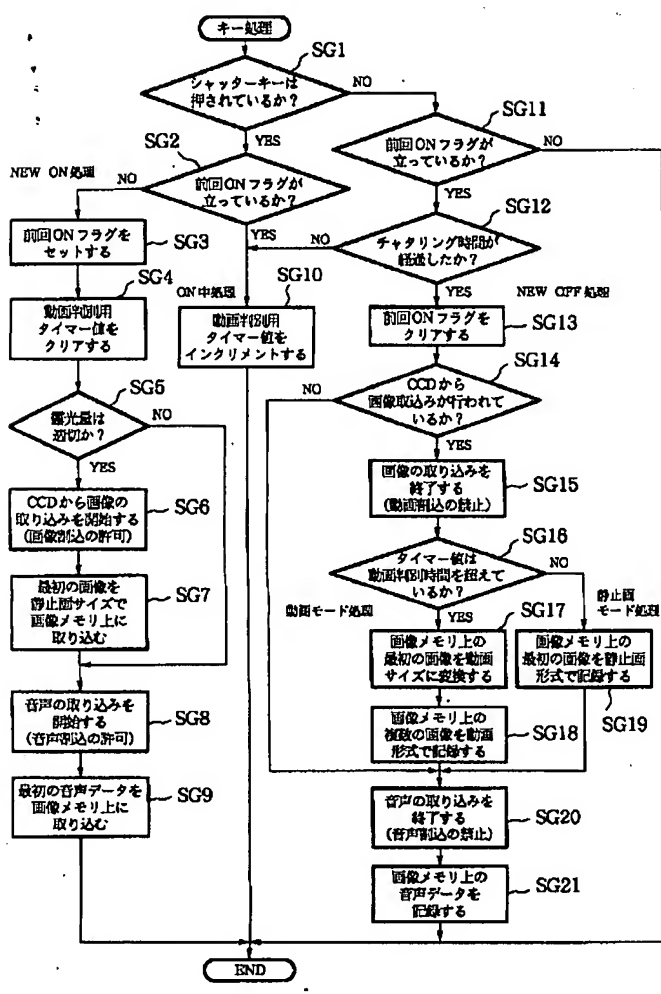 キー処理
SG1
シャッターキーは
押されているか?
NO
YES
SG2
前回ONフラグが
立っているか?
NO
YES
NEW ON処理
前回ONフラグを
セットする
SG3
SG4
動画判別用
タイマー値を
クリアする
SG5
露光量は
適切か?
NO
YES
CCDから画像の
取り込みを開始する
(画像割込の許可)
SG6
最初の画像を
静止画サイズで
画像メモリ上に
取り込む
SG7
音声の取り込みを
開始する
(音声割込の許可)
SG8
最初の音声データを
画像メモリ上に
取り込む
SG9
ON中処理
SG10
動画判別用
タイマー値を
インクリメントする
SG11
前回ONフラグが
立っているか?
NO
YES
SG12
チャタリング時間が
経過したか?
NO
YES
NEW OFF処理
前回ONフラグを
クリアする
SG13
SG14
CCDから
画像取込みが行われて
いるか?
NO
YES
画像の取り込みを
終了する
(動画割込の禁止)
SG15
SG16
タイマー値は
動画判別時間を超えて
いるか?
NO
YES
動画モード処理
静止画
モード処理
SG17
画像メモリ上の
最初の画像を動画
サイズに変換する
画像メモリ上の
最初の画像を静止画
形式で記録する
SG19
画像メモリ上の
複数の画像を動画
形式で記録する
SG18
音声の取り込みを
終了する
(音声割込の禁止)
SG20
画像メモリ上の
音声データを
記録する
SG21
END